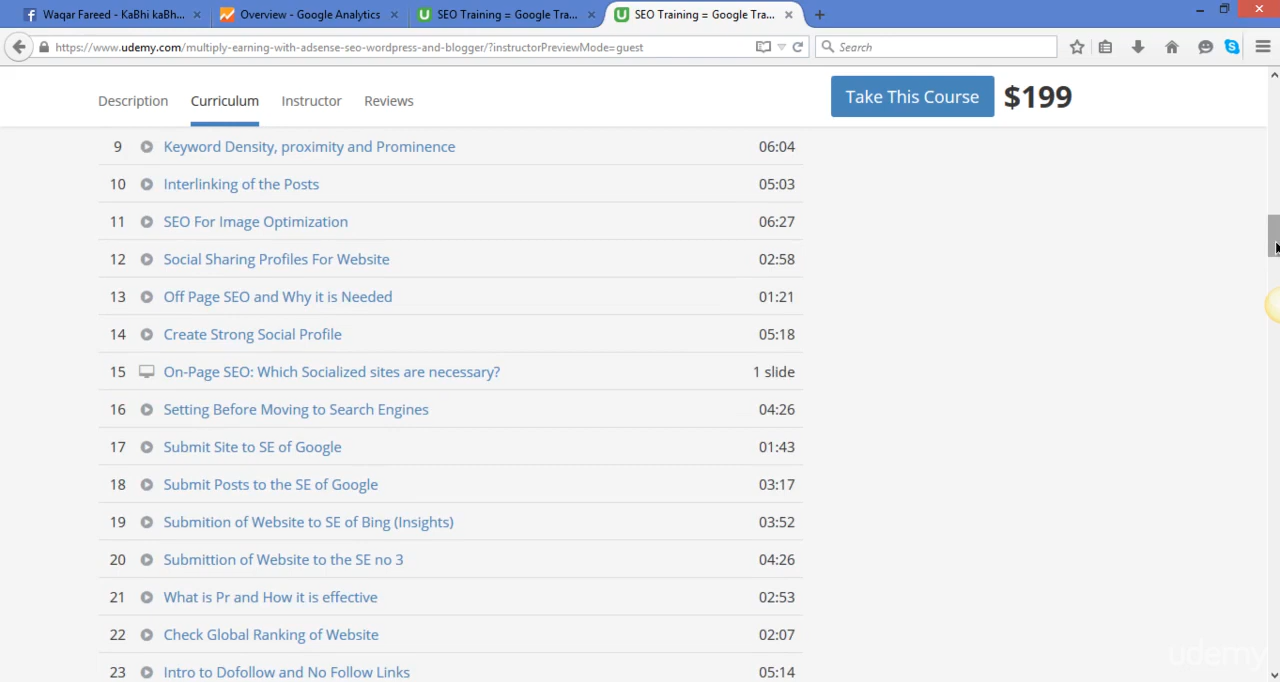 Waqar Fareed - KaBhi kaBh...
Overview - Google Analytics
SEO Training = Google Tra...
SEO Training = Google Tra...
https://www.udemy.com/multiply-earning-with-adsense-seo-wordpress-and-blogger/?instructorPreviewMode=guest
Search
Description Curriculum Instructor Reviews
Take This Course $199
9 Keyword Density, proximity and Prominence 06:04
10 Interlinking of the Posts 05:03
11 SEO For Image Optimization 06:27
12 Social Sharing Profiles For Website 02:58
13 Off Page SEO and Why it is Needed 01:21
14 Create Strong Social Profile 05:18
15 On-Page SEO: Which Socialized sites are necessary? 1 slide
16 Setting Before Moving to Search Engines 04:26
17 Submit Site to SE of Google 01:43
18 Submit Posts to the SE of Google 03:17
19 Submition of Website to SE of Bing (Insights) 03:52
20 Submittion of Website to the SE no 3 04:26
21 What is Pr and How it is effective 02:53
22 Check Global Ranking of Website 02:07
23 Intro to Dofollow and No Follow Links 05:14
udemy